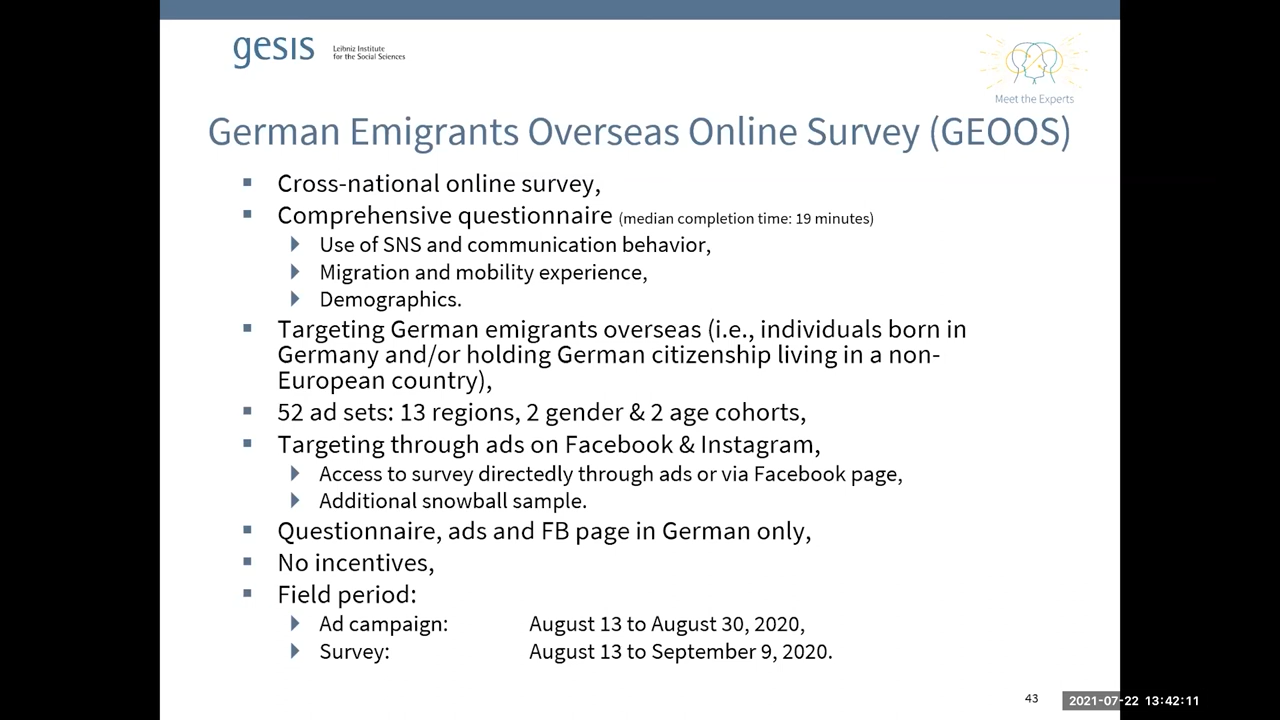 gesis
Leibniz Institute
for the Social Sciences
Meet the Experts
German Emigrants Overseas Online Survey (GEOOS)
Cross-national online survey,
Comprehensive questionnaire (median completion time: 19 minutes)
Use of SNS and communication behavior,
Migration and mobility experience,
Demographics.
Targeting German emigrants overseas (i.e., individuals born in
Germany and/or holding German citizenship living in a non-
European country),
52 ad sets: 13 regions, 2 gender & 2 age cohorts,
Targeting through ads on Facebook & Instagram,
Access to survey directedly through ads or via Facebook page,
Additional snowball sample.
Questionnaire, ads and FB page in German only,
No incentives,
Field period:
Ad campaign: August 13 to August 30, 2020,
Survey: August 13 to September 9, 2020.
43
2021-07-22 13:42:11